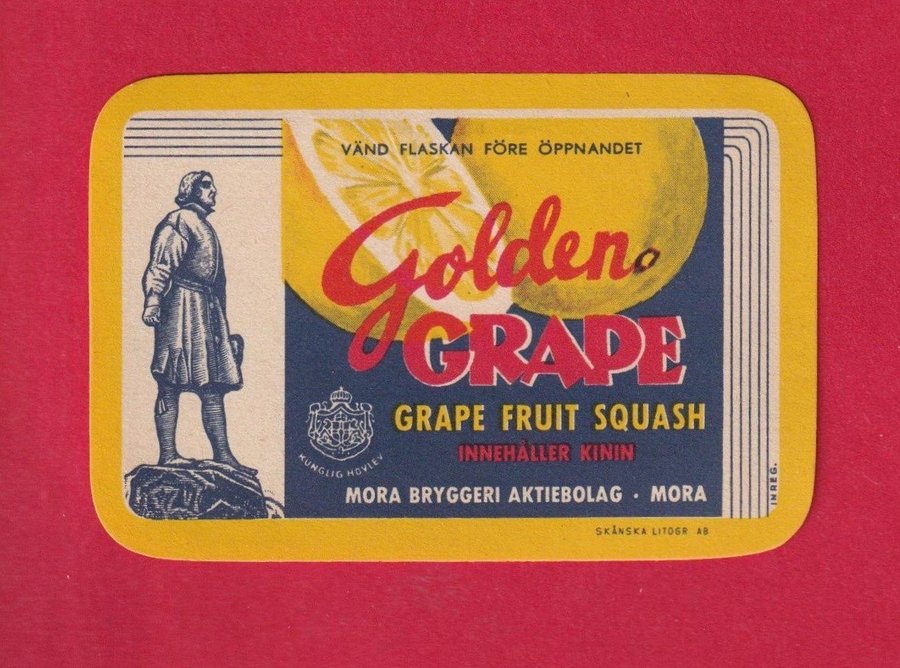 VÄND FLASKAN FÖRE ÖPPNANDET
Golden
GRAPE
GRAPE FRUIT SQUASH
INNEHÅLLER KININ
KUNGLIG HOVLEV
MORA BRYGGERI AKTIEBOLAG · MORA
INREG.
SKÅNSKA LITOGR AB